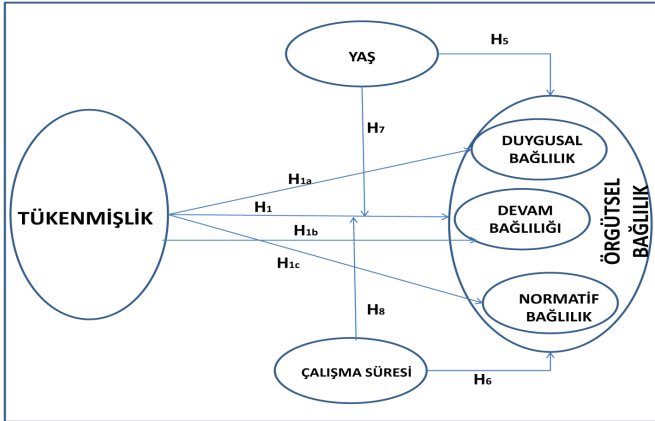 YAŞ
H5
H7
DUYGUSAL
BAĞLILIK
H1a
TÜKENMİŞLİK
H1
DEVAM
BAĞLILIĞI
ÖRGÜTSEL
BAĞLILIK
H1b
H1c
NORMATİF
BAĞLILIK
H8
ÇALIŞMA SÜRESİ
H6